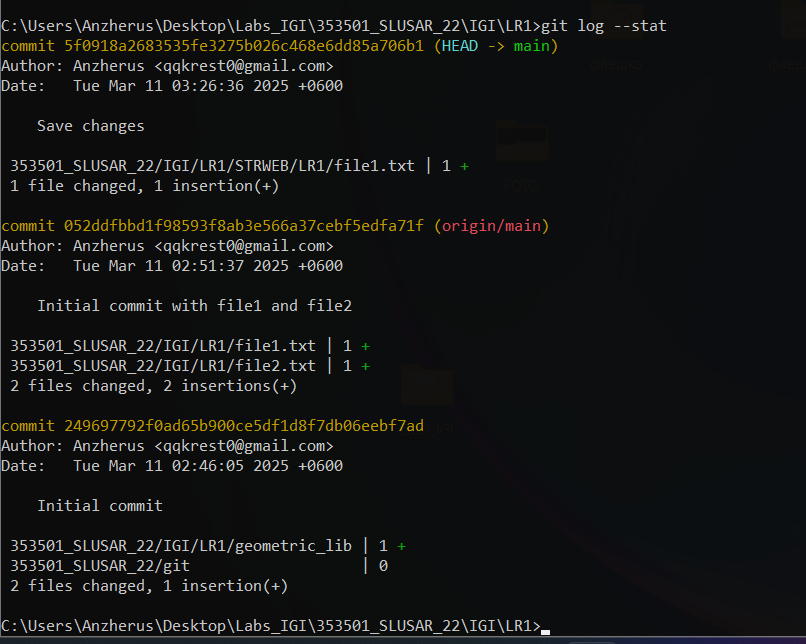 C:\Users\Anzherus\Desktop\Labs_IGI\353501_SLUSAR_22\IGI\LR1>git log --stat
commit 5f0918a2683535fe3275b026c468e6dd85a706b1 (HEAD -> main)
Author: Anzherus <qqkrest0@gmail.com>
Date:   Tue Mar 11 03:26:36 2025 +0600
    Save changes
 353501_SLUSAR_22/IGI/LR1/STRWEB/LR1/file1.txt | 1 +
 1 file changed, 1 insertion(+)
commit 052ddfbbd1f98593f8ab3e566a37cebf5edfa71f (origin/main)
Author: Anzherus <qqkrest0@gmail.com>
Date:   Tue Mar 11 02:51:37 2025 +0600
    Initial commit with file1 and file2
 353501_SLUSAR_22/IGI/LR1/file1.txt | 1 +
 353501_SLUSAR_22/IGI/LR1/file2.txt | 1 +
 2 files changed, 2 insertions(+)
commit 249697792f0ad65b900ce5df1d8f7db06eebf7ad
Author: Anzherus <qqkrest0@gmail.com>
Date:   Tue Mar 11 02:46:05 2025 +0600
    Initial commit
 353501_SLUSAR_22/IGI/LR1/geometric_lib | 1 +
 353501_SLUSAR_22/git                   | 0
 2 files changed, 1 insertion(+)
C:\Users\Anzherus\Desktop\Labs_IGI\353501_SLUSAR_22\IGI\LR1>